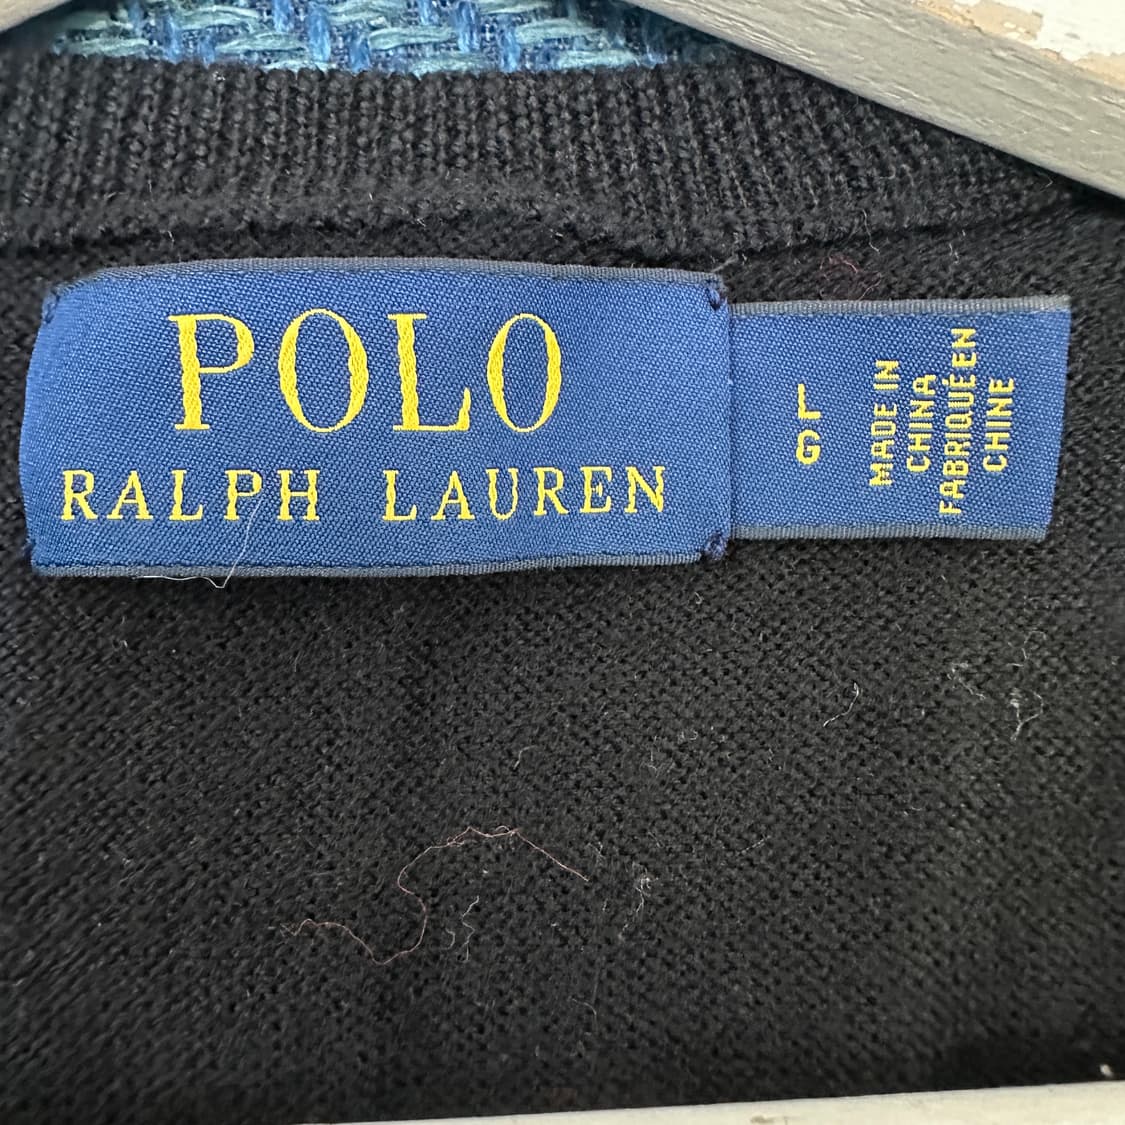 POLO
RALPH LAUREN
L
G
MADE IN
CHINA
FABRIQUÉ EN
CHINE